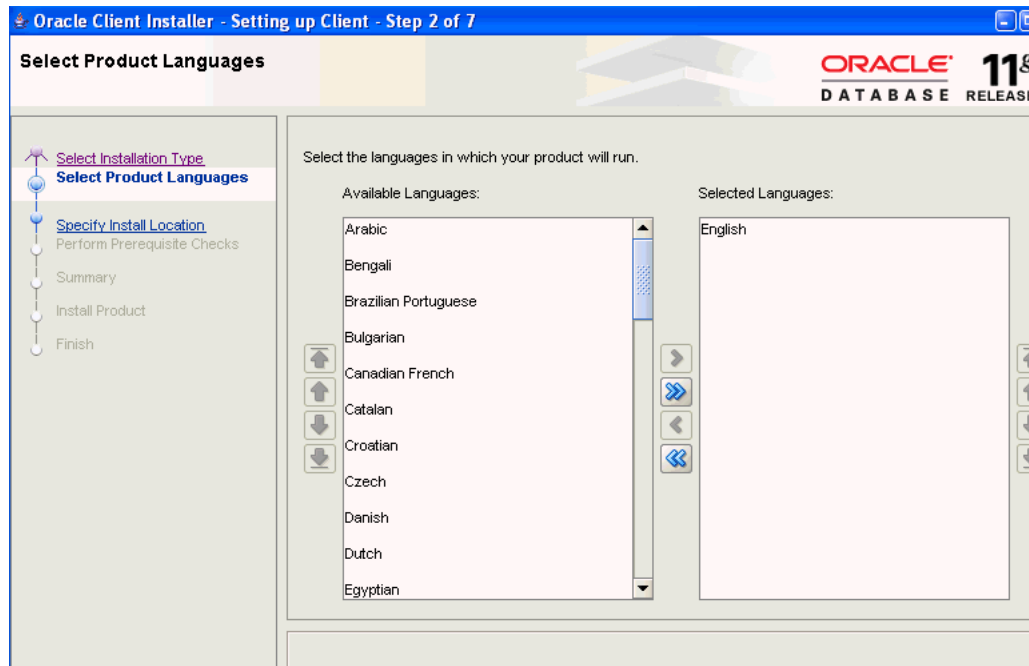 Oracle Client Installer - Setting up Client - Step 2 of 7
Select Product Languages
ORACLE
DATABASE
11g
Select Installation Type
Select Product Languages
Specify Install Location
Perform Prerequisite Checks
Summary
Install Product
Finish
Select the languages in which your product will run.
Available Languages:
Arabic
Bengali
Brazilian Portuguese
Bulgarian
Canadian French
Catalan
Croatian
Czech
Danish
Dutch
Egyptian
Selected Languages:
English